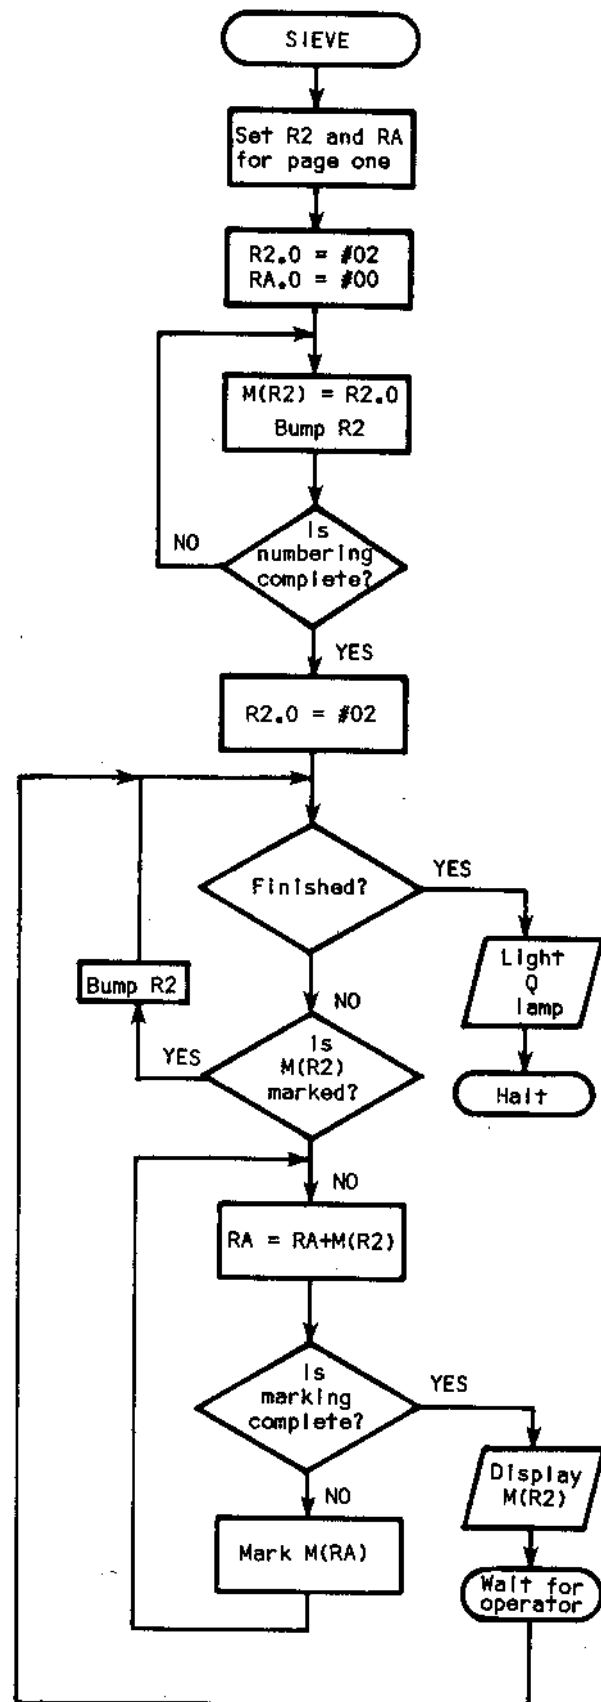 SIEVE
Set R2 and RA
for page one
R2.0 = #02
RA.0 = #00
M(R2) = R2.0
Bump R2
Is
numbering
complete?
NO
YES
R2.0 = #02
Finished?
YES
Light
Q
lamp
Halt
Bump R2
NO
Is
M(R2)
marked?
YES
NO
RA = RA+M(R2)
Is
marking
complete?
YES
Display
M(R2)
NO
Mark M(RA)
Wait for
operator